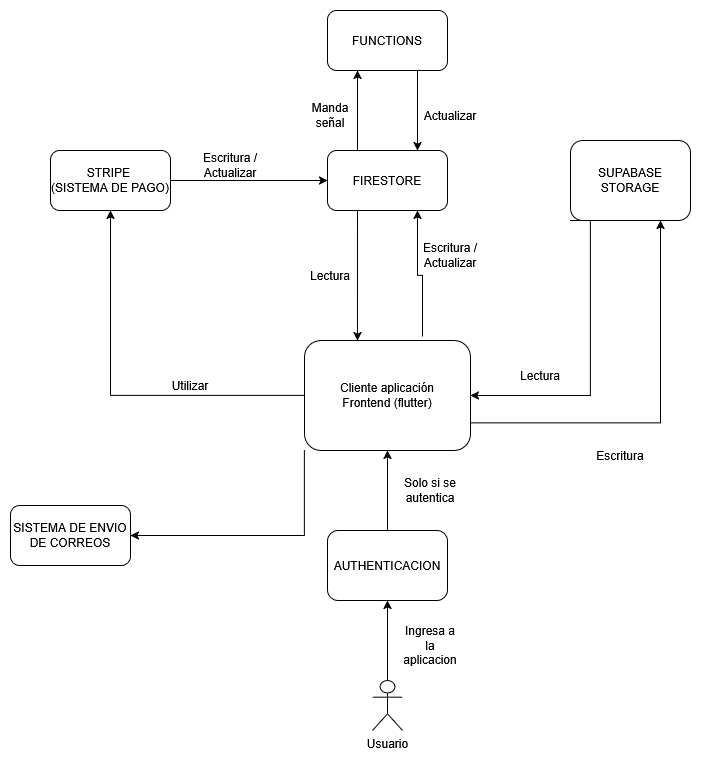 FUNCTIONS
Manda
señal
Actualizar
STRIPE
(SISTEMA DE PAGO)
Escritura /
Actualizar
FIRESTORE
SUPABASE
STORAGE
Lectura
Escritura /
Actualizar
Utilizar
Cliente aplicación
Frontend (flutter)
Lectura
Escritura
Solo si se
autentica
SISTEMA DE ENVIO
DE CORREOS
AUTHENTICACION
Ingresa a
la
aplicacion
Usuario